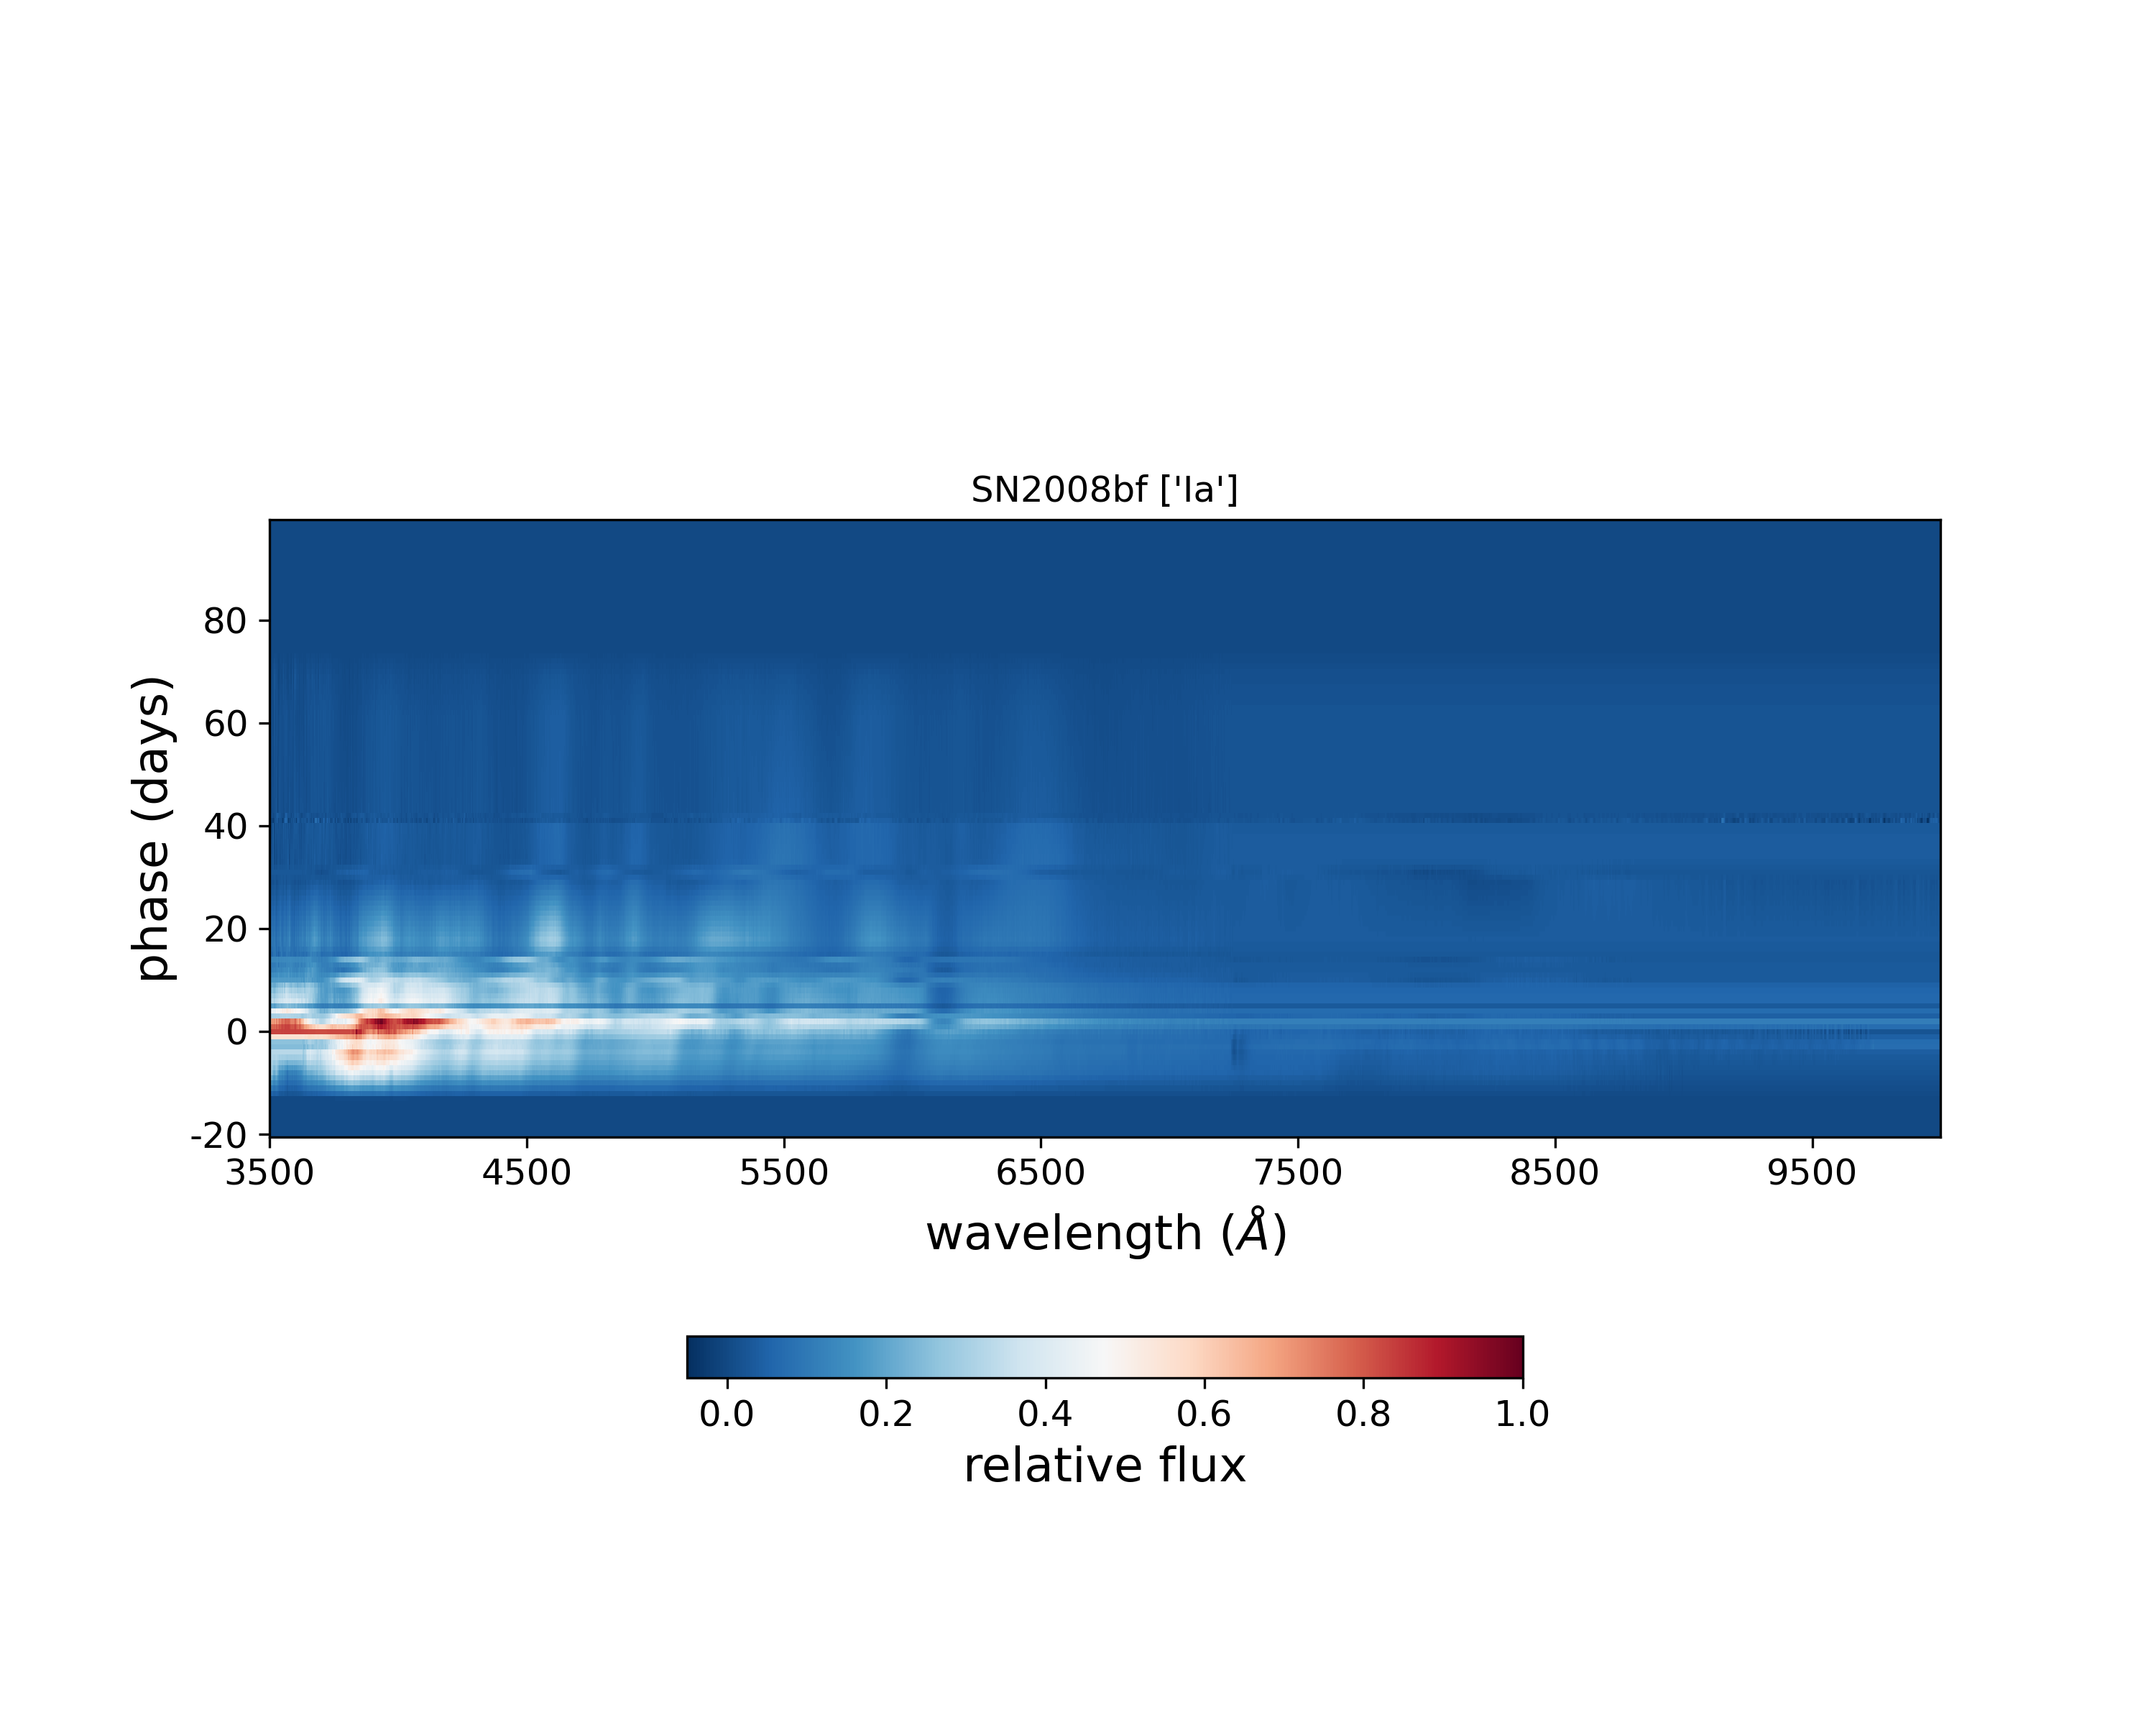 SN2008bf ['Ia']
phase (days)
80
60
40
20
0
-20
3500 4500 5500 6500 7500 8500 9500
wavelength (Å)
0.0 0.2 0.4 0.6 0.8 1.0
relative flux